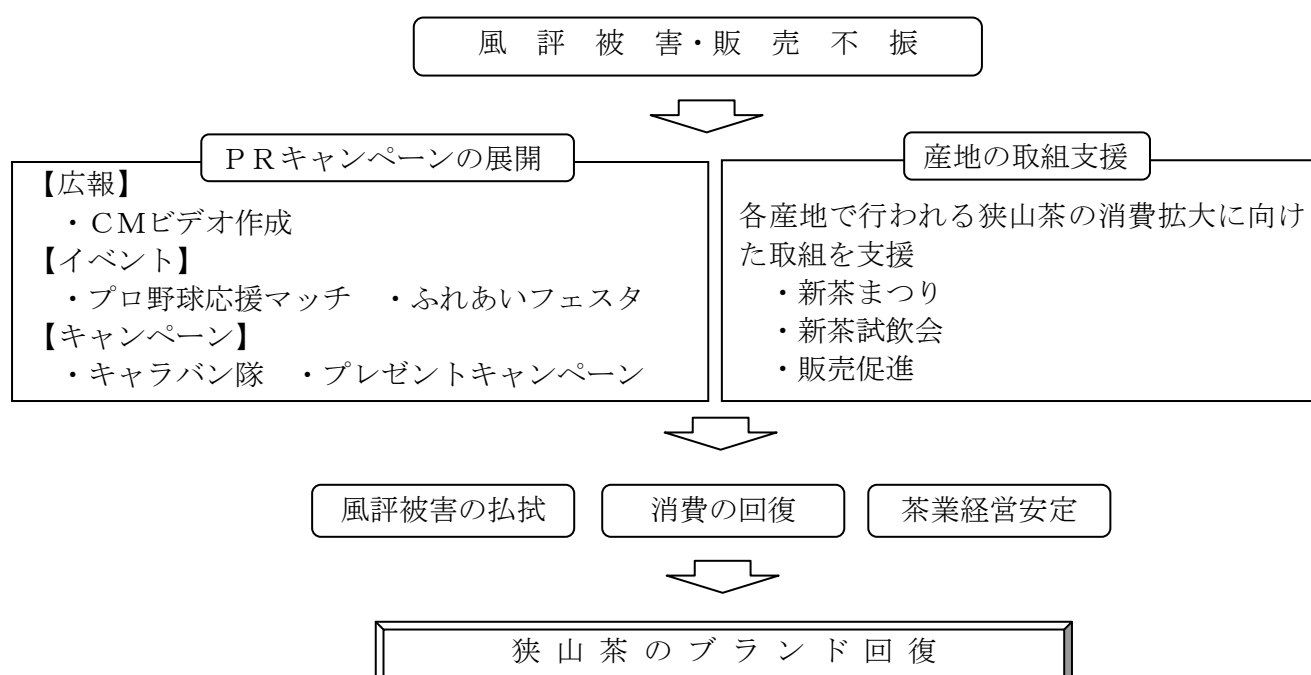 風評被害・販売不振
PRキャンペーンの展開
【広報】
・CMビデオ作成
【イベント】
・プロ野球応援マッチ ・ふれあいフェスタ
【キャンペーン】
・キャラバン隊 ・プレゼントキャンペーン
産地の取組支援
各産地で行われる狭山茶の消費拡大に向け
た取組を支援
・新茶まつり
・新茶試飲会
・販売促進
風評被害の払拭 消費の回復 茶業経営安定
狭山茶のブランド回復